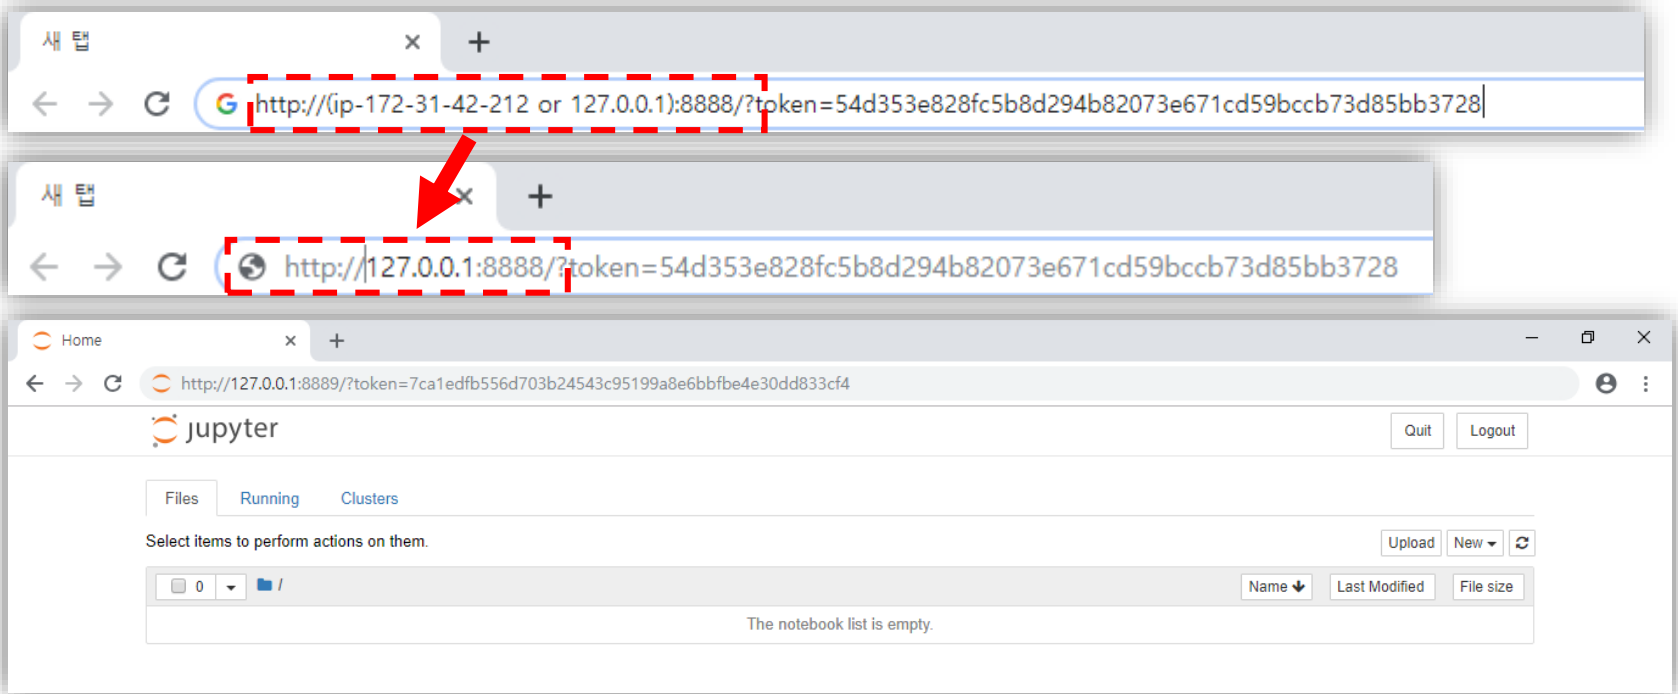 새 탭
http://(ip-172-31-42-212 or 127.0.0.1):8888/?token=54d353e828fc5b8d294b82073e671cd59bccb73d85bb3728
새 탭
http://127.0.0.1:8888/?token=54d353e828fc5b8d294b82073e671cd59bccb73d85bb3728
Home
http://127.0.0.1:8889/?token=7ca1edfb556d703b24543c95199a8e6bbfbe4e30dd833cf4
jupyter Quit Logout
Files Running Clusters
Select items to perform actions on them. Upload New
0 / Name Last Modified File size
The notebook list is empty.